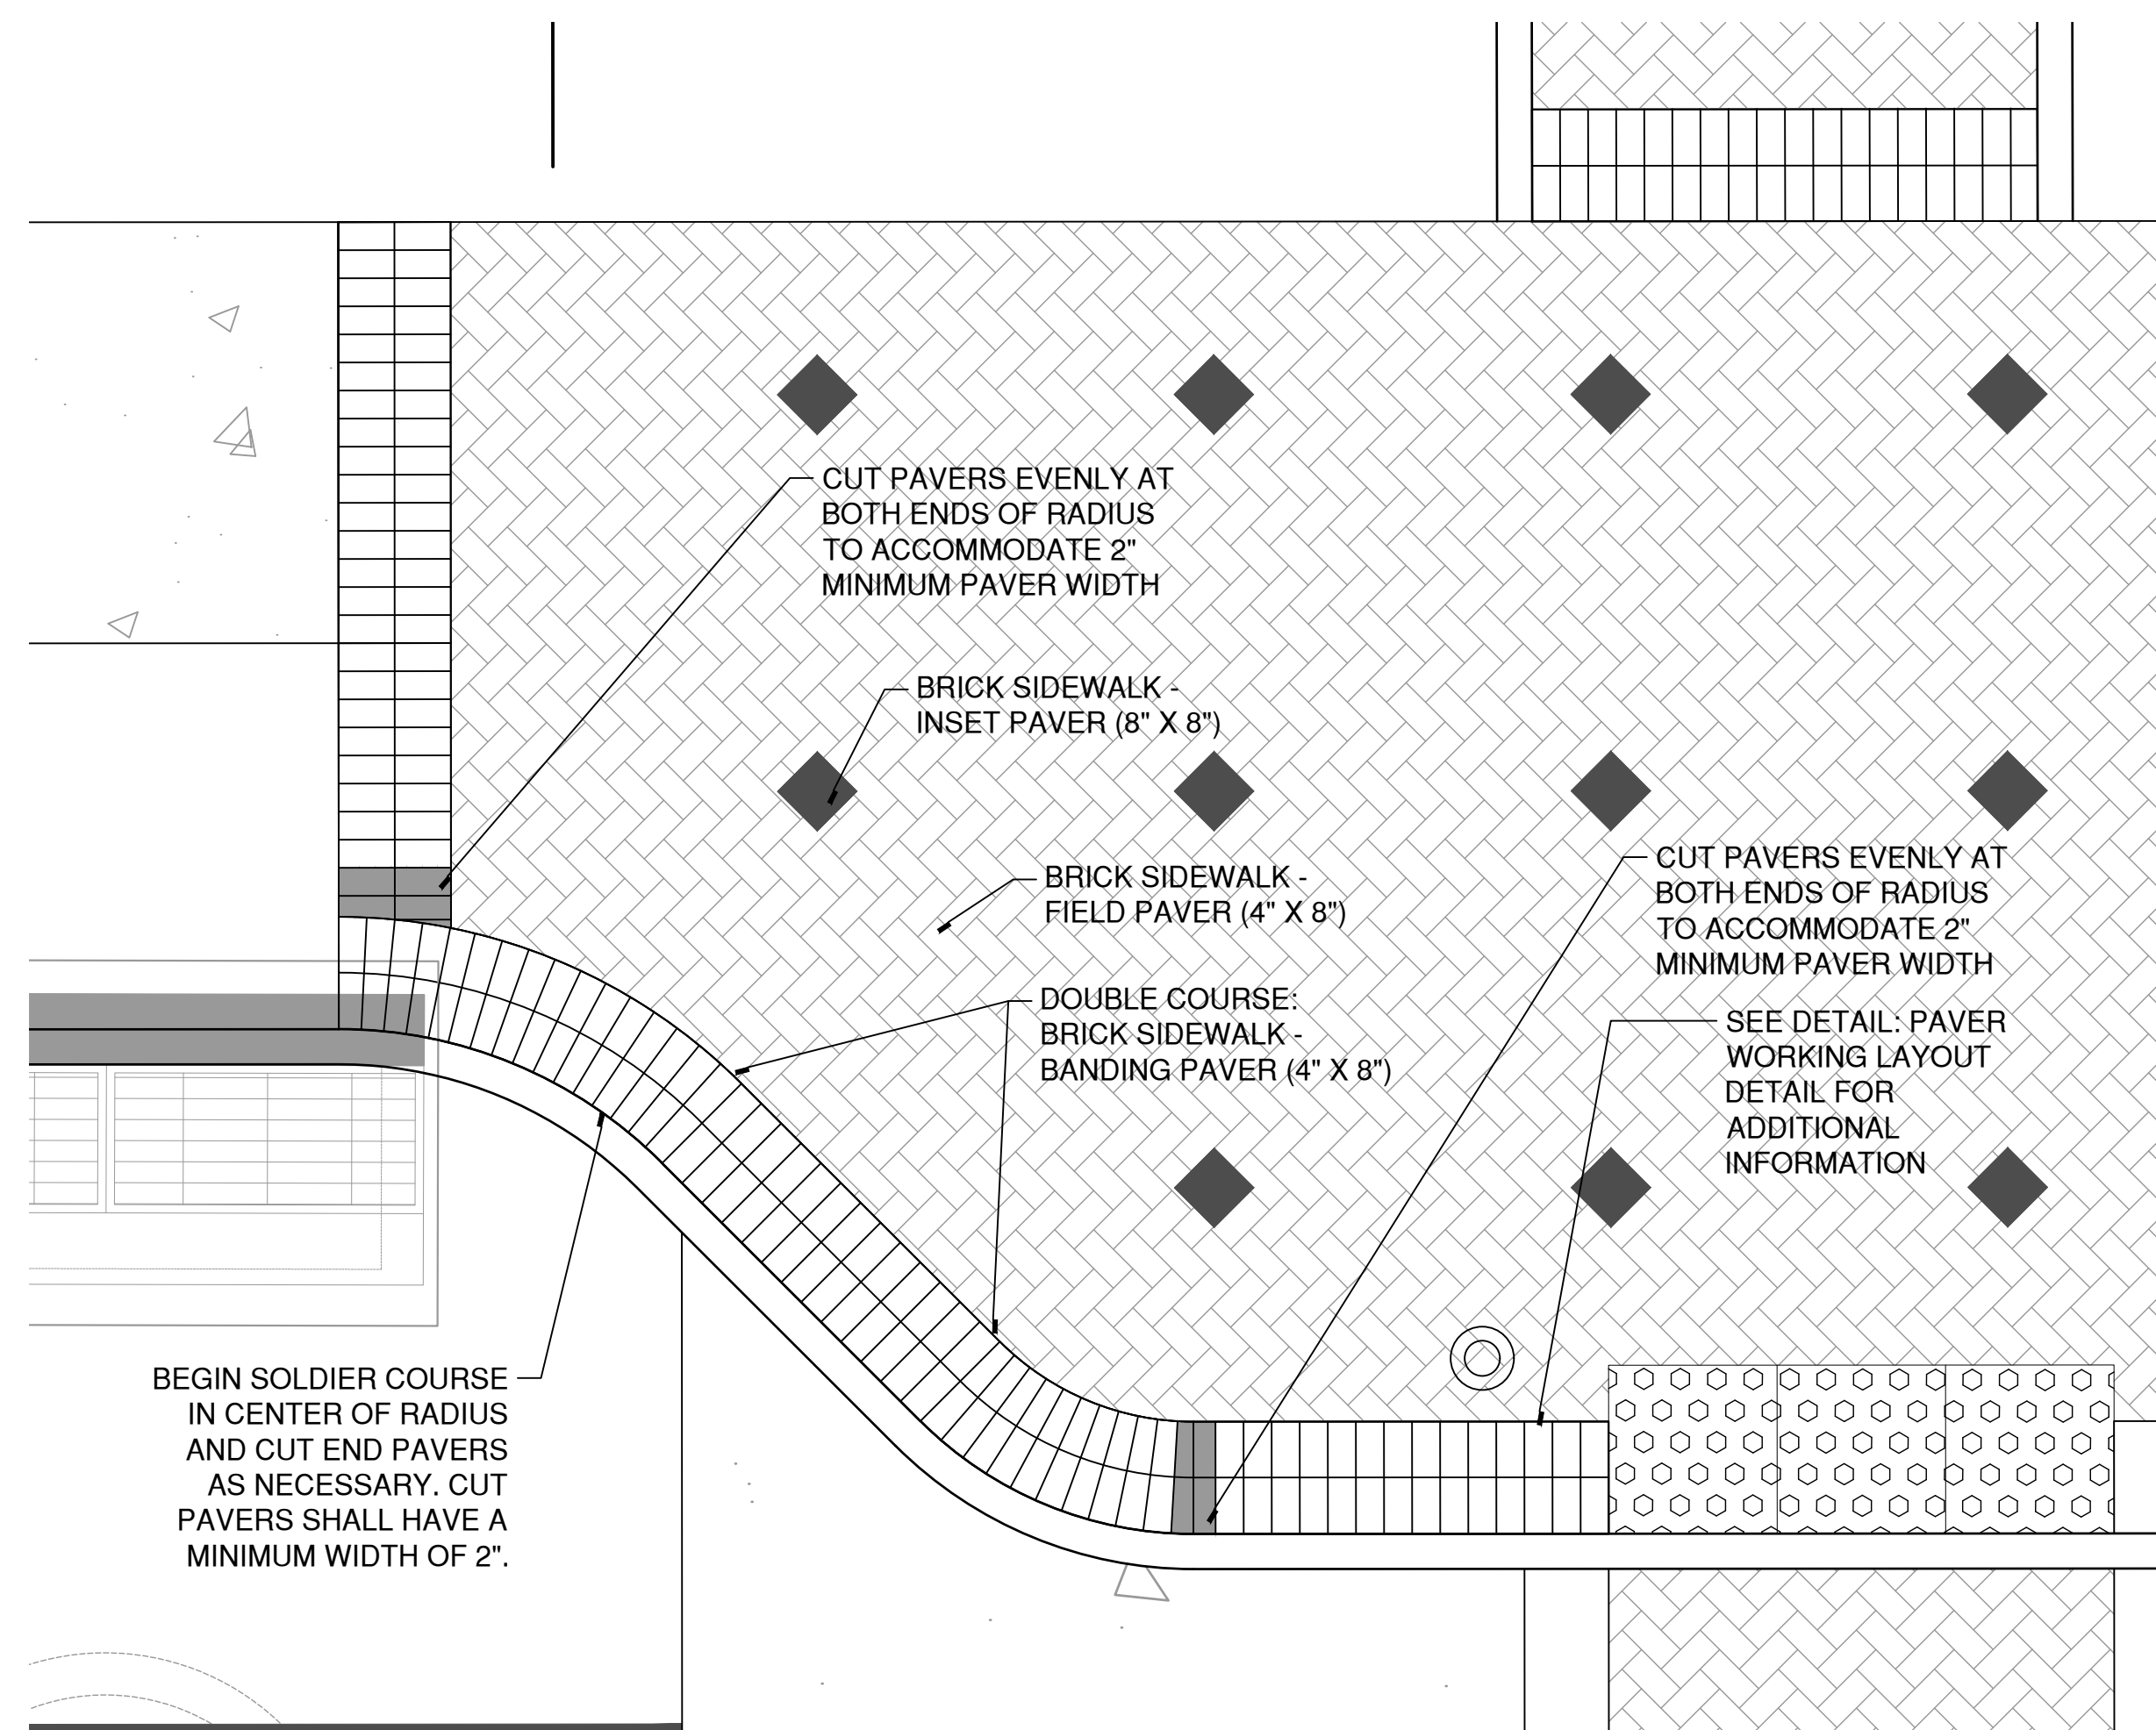 CUT PAVERS EVENLY AT
BOTH ENDS OF RADIUS
TO ACCOMMODATE 2"
MINIMUM PAVER WIDTH
BRICK SIDEWALK -
INSET PAVER (8" X 8")
BRICK SIDEWALK -
FIELD PAVER (4" X 8")
DOUBLE COURSE:
BRICK SIDEWALK -
BANDING PAVER (4" X 8")
CUT PAVERS EVENLY AT
BOTH ENDS OF RADIUS
TO ACCOMMODATE 2"
MINIMUM PAVER WIDTH
SEE DETAIL: PAVER
WORKING LAYOUT
DETAIL FOR
ADDITIONAL
INFORMATION
BEGIN SOLDIER COURSE
IN CENTER OF RADIUS
AND CUT END PAVERS
AS NECESSARY. CUT
PAVERS SHALL HAVE A
MINIMUM WIDTH OF 2".